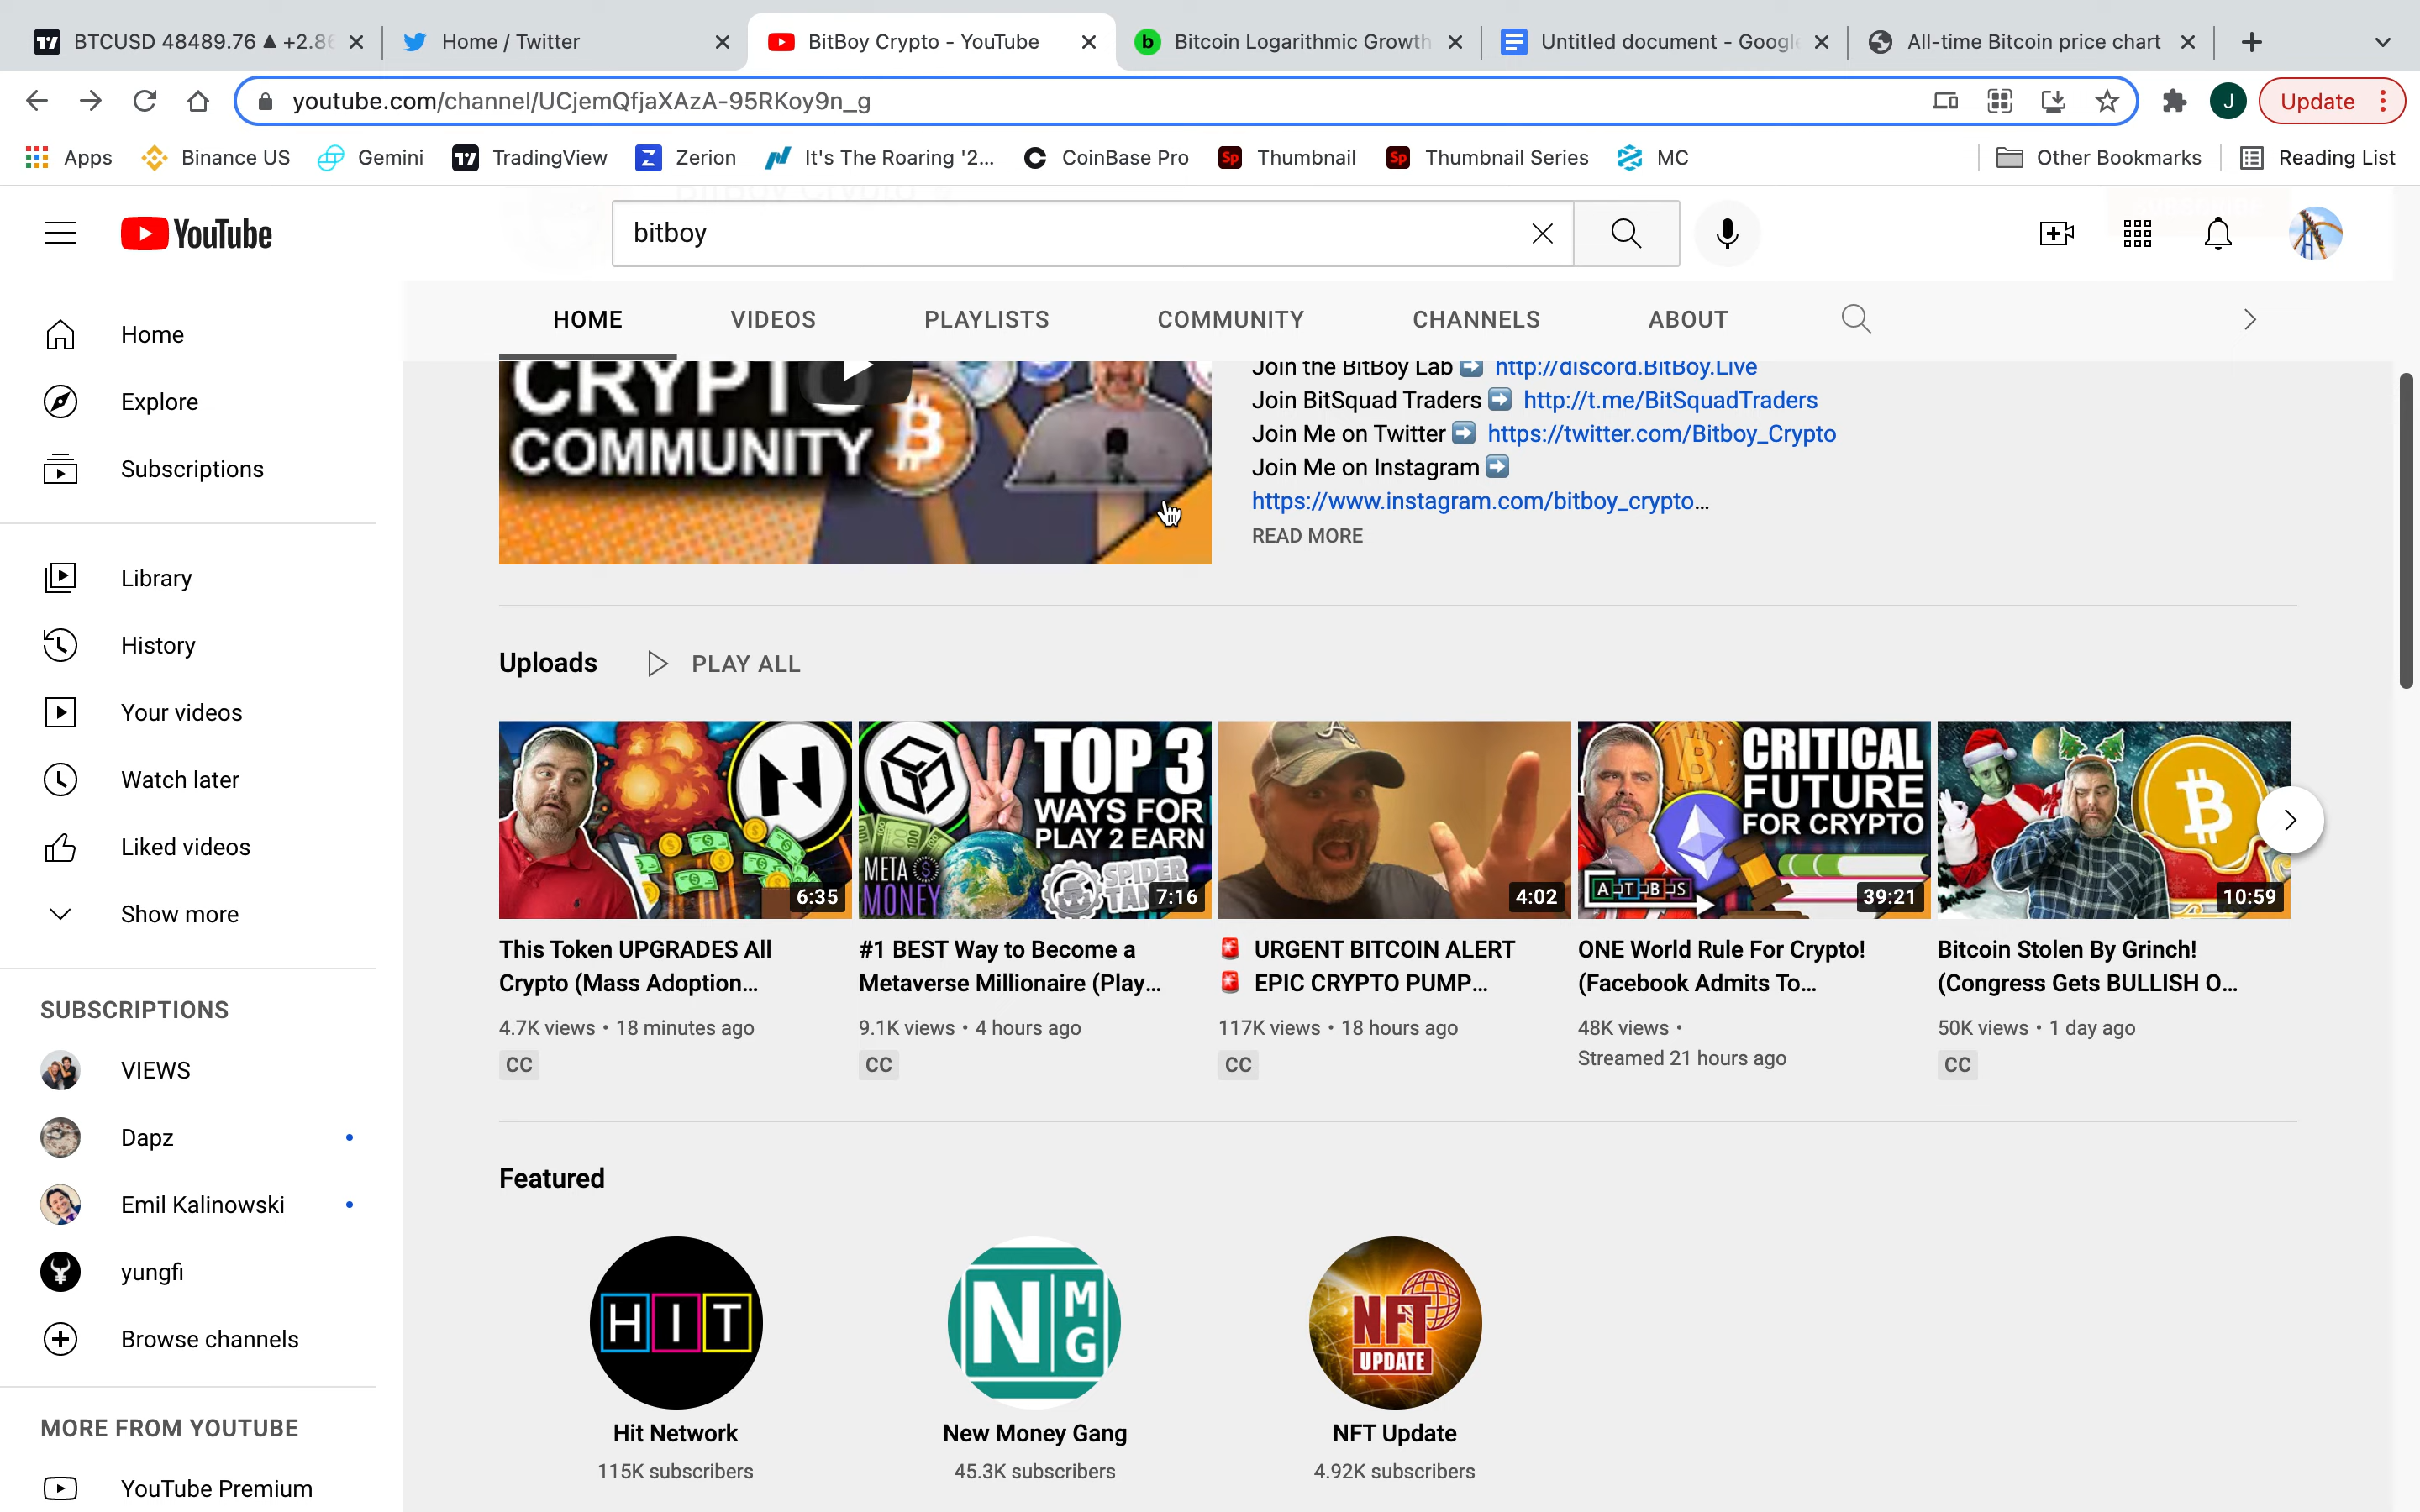 BTCUSD 48489.76 ▲ +2.8
Home / Twitter
BitBoy Crypto - YouTube
Bitcoin Logarithmic Growth
Untitled document - Googl
All-time Bitcoin price chart
youtube.com/channel/UCjemQfjaXAzA-95RKoy9n_g
J
Update
Apps
Binance US
Gemini
TradingView
Zerion
It's The Roaring '2...
CoinBase Pro
Thumbnail
Thumbnail Series
MC
Other Bookmarks
Reading List
YouTube
bitboy
HOME
VIDEOS
PLAYLISTS
COMMUNITY
CHANNELS
ABOUT
Home
Explore
Subscriptions
Library
History
Your videos
Watch later
Liked videos
Show more
SUBSCRIPTIONS
VIEWS
Dapz
Emil Kalinowski
yungfi
Browse channels
MORE FROM YOUTUBE
YouTube Premium
CRYPTO
COMMUNITY
Join the BitBoy Lab ➡️ http://discord.BitBoy.Live
Join BitSquad Traders ➡️ http://t.me/BitSquadTraders
Join Me on Twitter ➡️ https://twitter.com/Bitboy_Crypto
Join Me on Instagram ➡️
https://www.instagram.com/bitboy_crypto...
READ MORE
Uploads
PLAY ALL
6:35
This Token UPGRADES All
Crypto (Mass Adoption...
4.7K views • 18 minutes ago
CC
TOP 3
WAYS FOR
PLAY 2 EARN
META
MONEY
SPIDER
TAN
7:16
#1 BEST Way to Become a
Metaverse Millionaire (Play...
9.1K views • 4 hours ago
CC
4:02
🚨 URGENT BITCOIN ALERT
🚨 EPIC CRYPTO PUMP...
117K views • 18 hours ago
CC
CRITICAL
FUTURE
FOR CRYPTO
A-T-B-S
39:21
ONE World Rule For Crypto!
(Facebook Admits To...
48K views •
Streamed 21 hours ago
10:59
Bitcoin Stolen By Grinch!
(Congress Gets BULLISH O...
50K views • 1 day ago
CC
Featured
HIT
Hit Network
115K subscribers
N M
G
New Money Gang
45.3K subscribers
NFT
UPDATE
NFT Update
4.92K subscribers